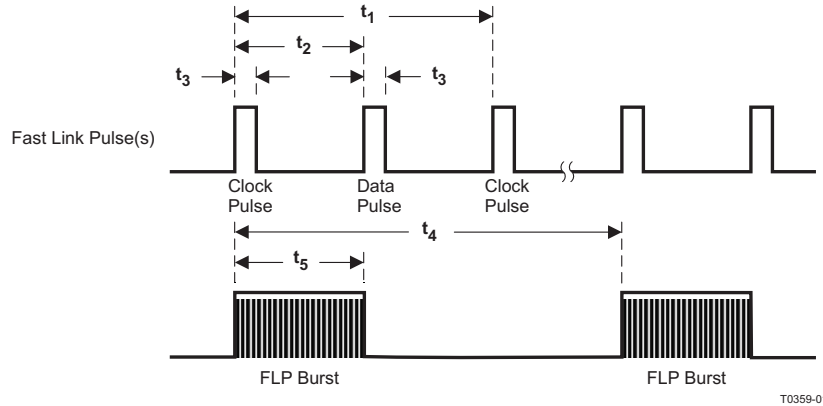 t1
t2
t3
t3
Fast Link Pulse(s)
Clock
Pulse
Data
Pulse
Clock
Pulse
t4
t5
FLP Burst
FLP Burst
T0359-0